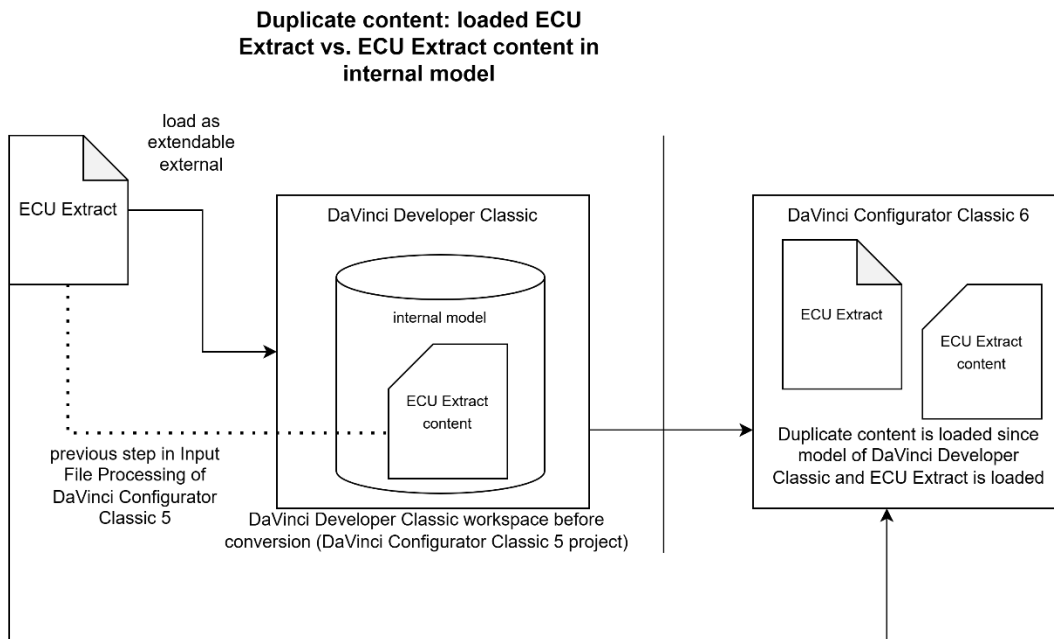 Duplicate content: loaded ECU
Extract vs. ECU Extract content in
internal model
load as
extendable
external
ECU Extract
DaVinci Developer Classic
internal model
ECU Extract
content
previous step in Input
File Processing of
DaVinci Configurator
Classic 5
DaVinci Developer Classic workspace before
conversion (DaVinci Configurator Classic 5 project)
DaVinci Configurator Classic 6
ECU Extract
ECU Extract
content
Duplicate content is loaded since
model of DaVinci Developer
Classic and ECU Extract is loaded